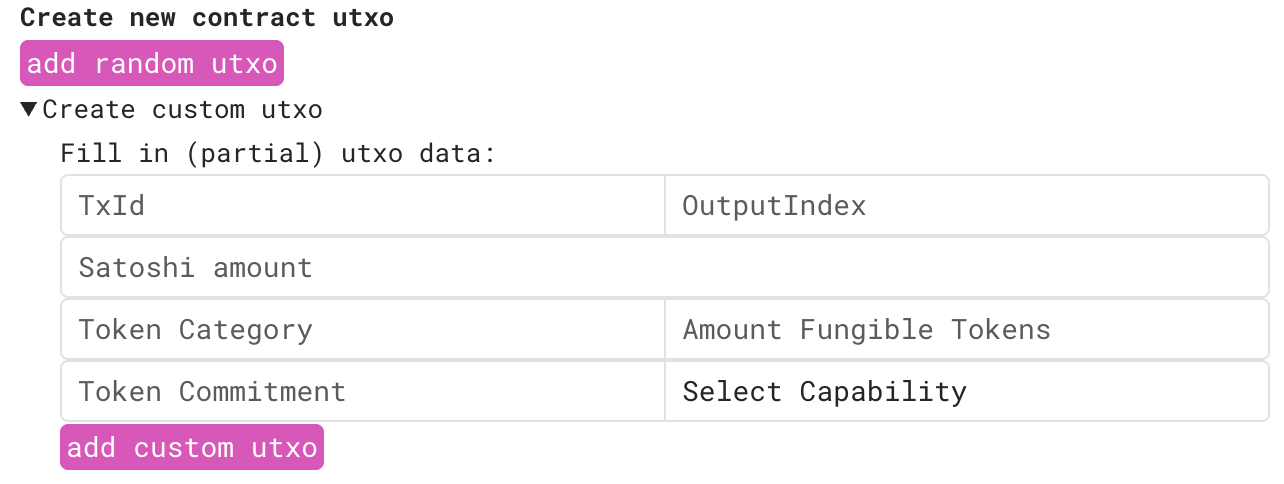 Create new contract utxo
add random utxo
▼Create custom utxo
Fill in (partial) utxo data:
TxId OutputIndex
Satoshi amount
Token Category Amount Fungible Tokens
Token Commitment Select Capability
add custom utxo